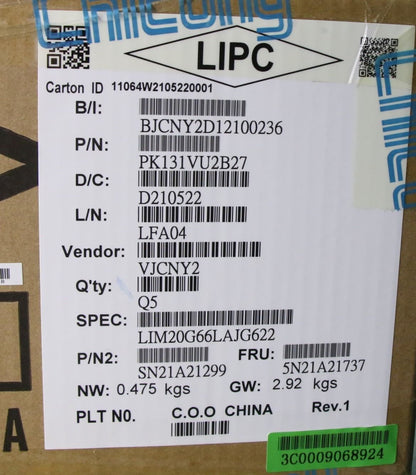 LIPC
Carton ID 11064W2105220001
B/I:
BJCNY2D12100236
P/N:
PK131VU2B27
D/C:
D210522
L/N:
LFA04
Vendor:
VJCNY2
Q'ty:
Q5
SPEC:
LIM20G66LAJG622
P/N2: FRU:
SN21A21299 5N21A21737
NW: 0.475 kgs GW: 2.92 kgs
PLT N0. C.O.O CHINA Rev.1
3C0009068924
A